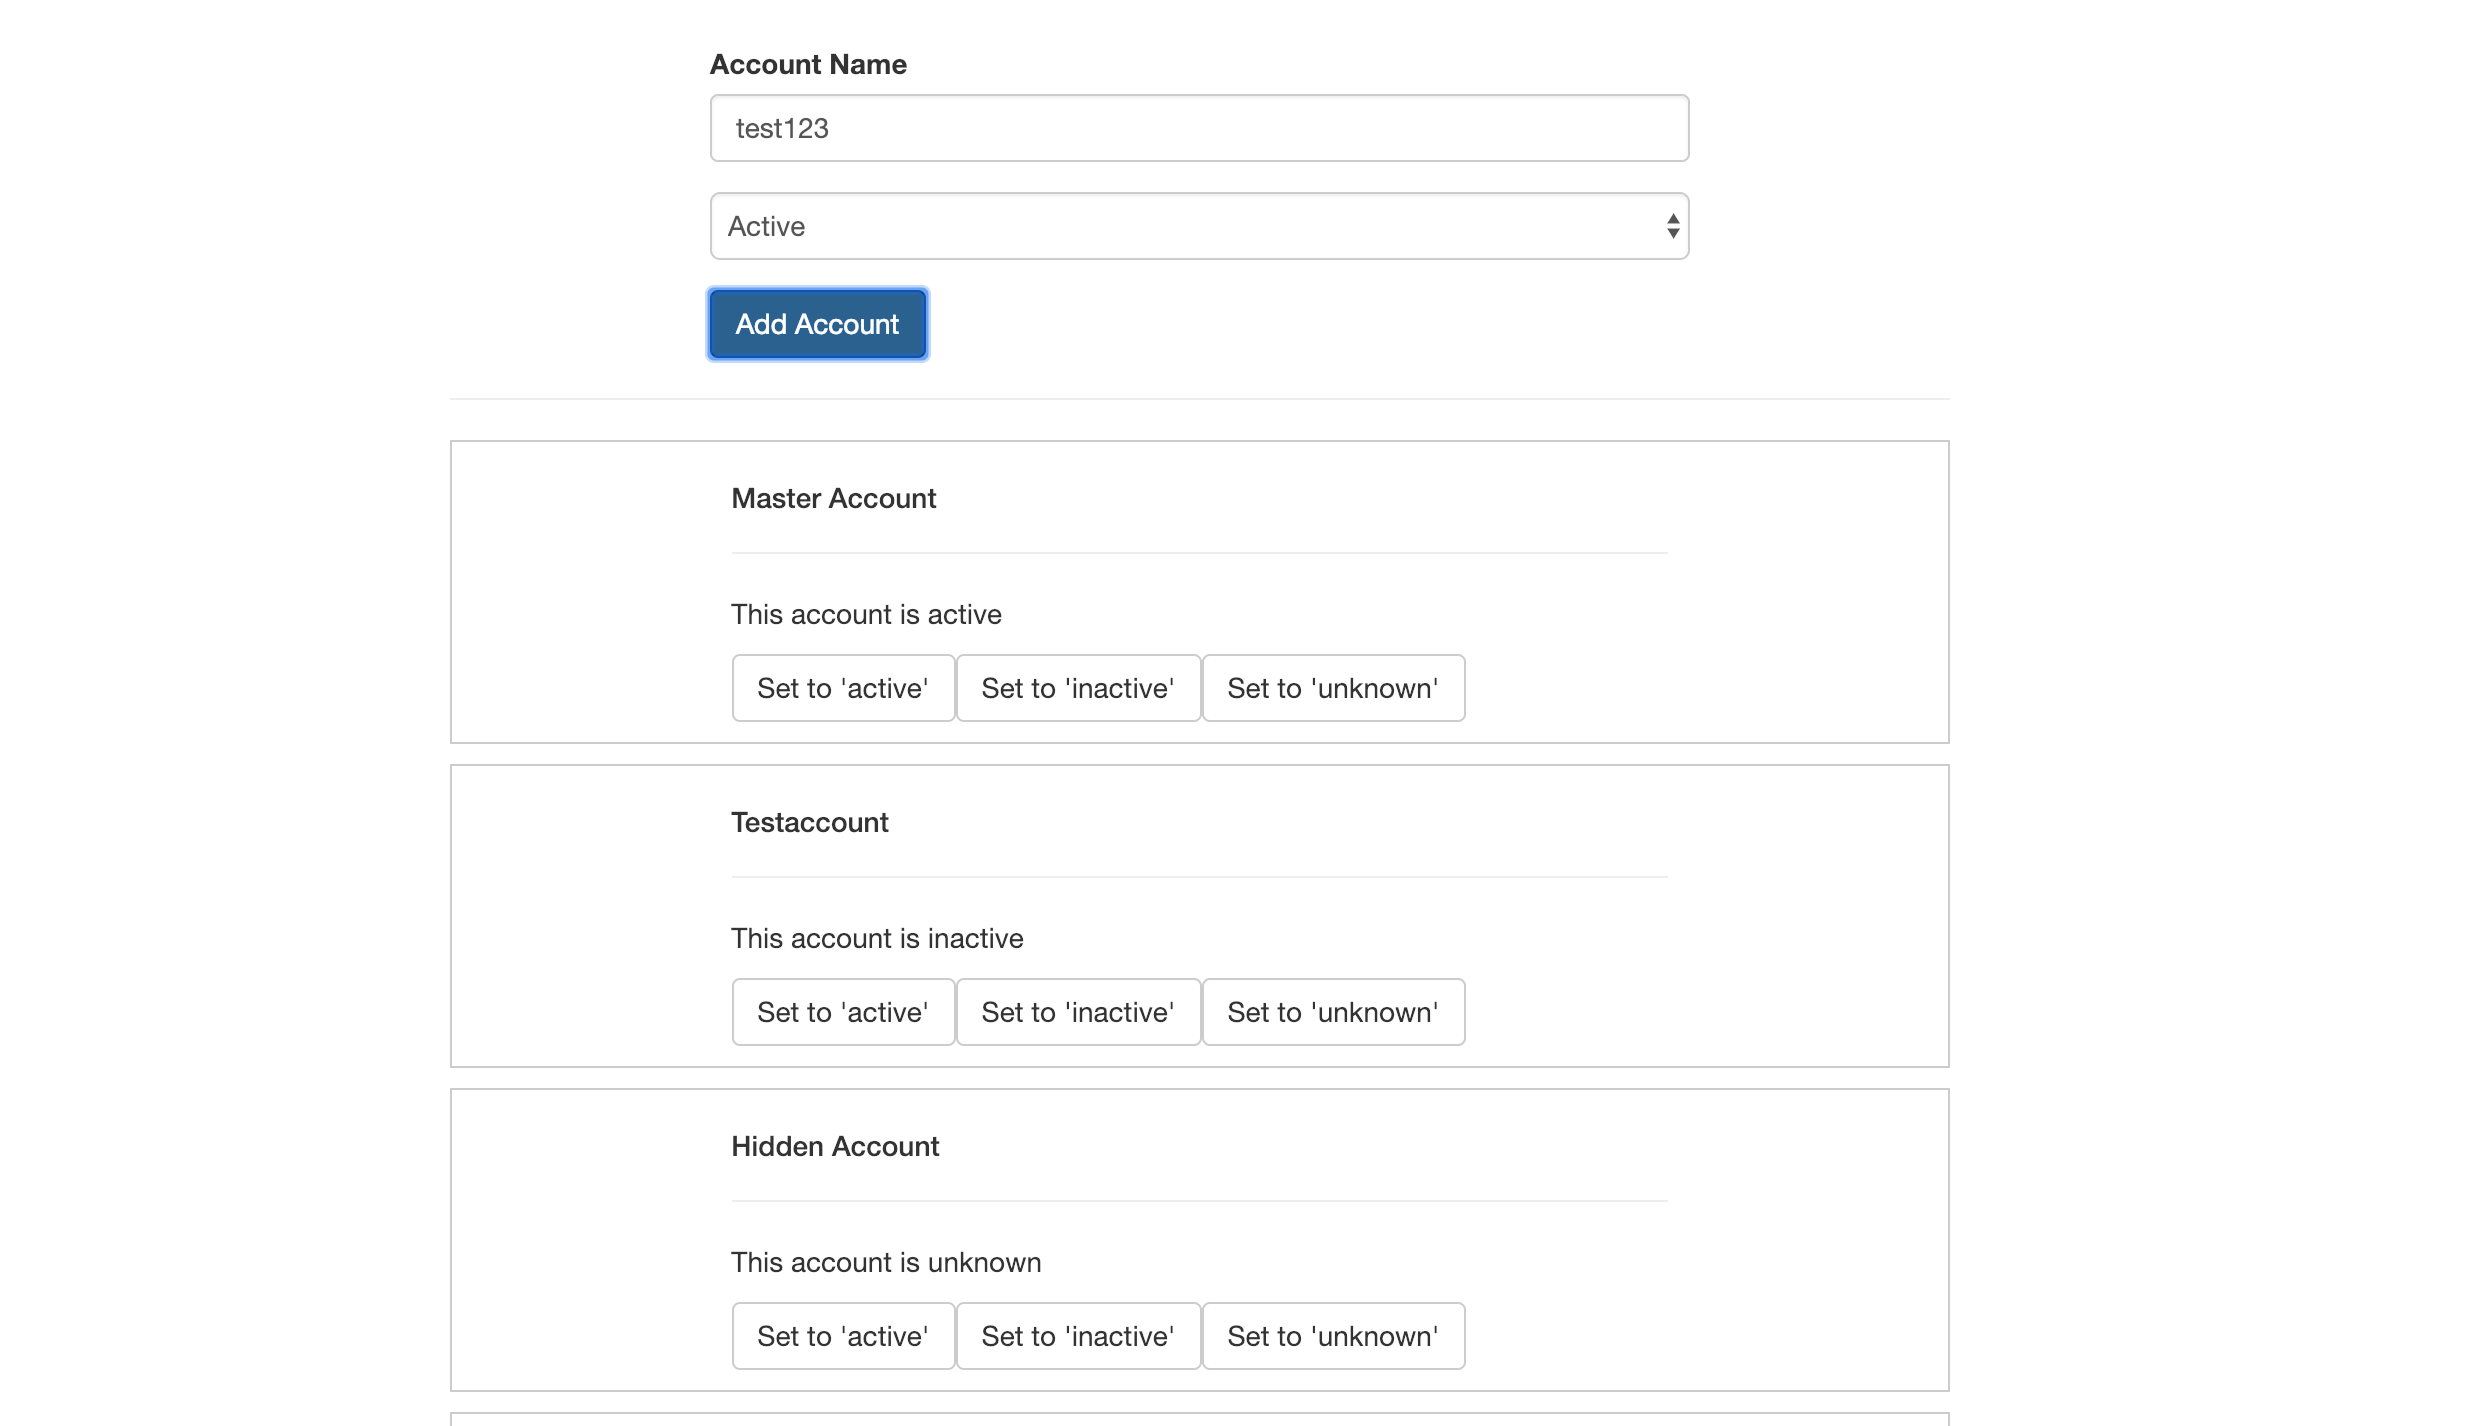 Account Name
test123
Active
Add Account
Master Account
This account is active
Set to 'active' Set to 'inactive' Set to 'unknown'
Testaccount
This account is inactive
Set to 'active' Set to 'inactive' Set to 'unknown'
Hidden Account
This account is unknown
Set to 'active' Set to 'inactive' Set to 'unknown'